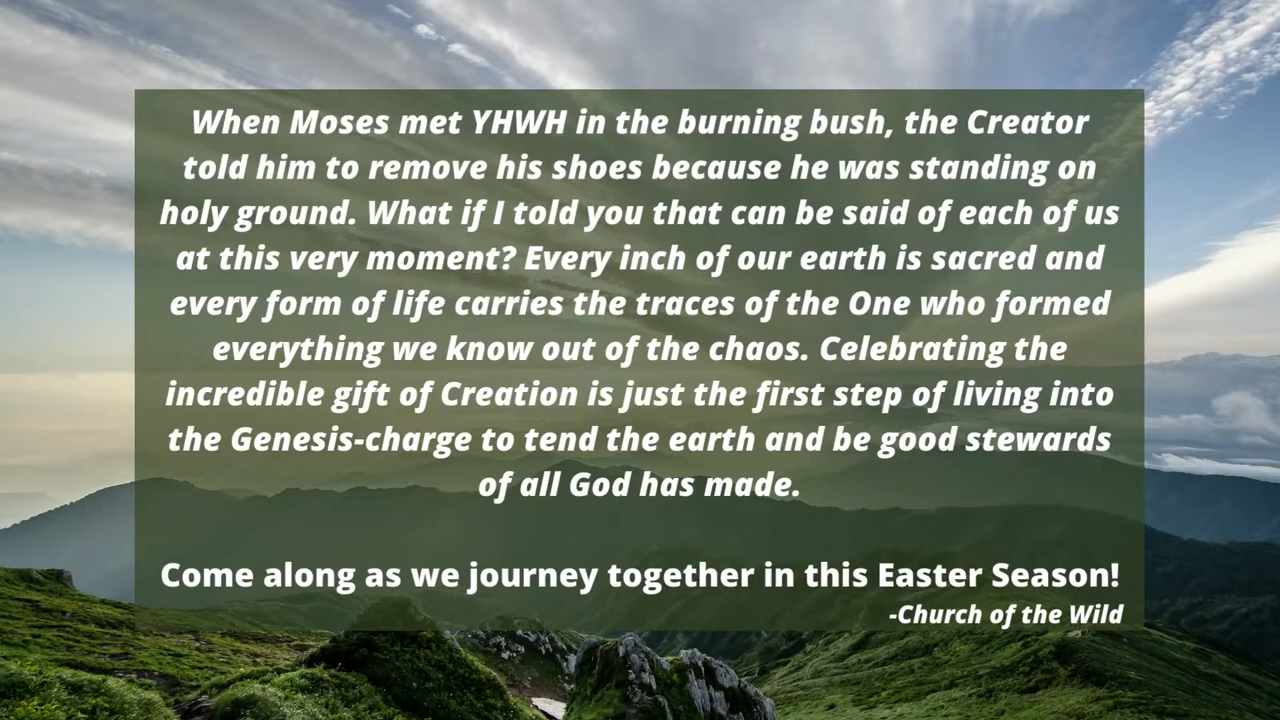 When Moses met YHWH in the burning bush, the Creator
told him to remove his shoes because he was standing on
holy ground. What if I told you that can be said of each of us
at this very moment? Every inch of our earth is sacred and
every form of life carries the traces of the One who formed
everything we know out of the chaos. Celebrating the
incredible gift of Creation is just the first step of living into
the Genesis-charge to tend the earth and be good stewards
of all God has made.
Come along as we journey together in this Easter Season!
-Church of the Wild